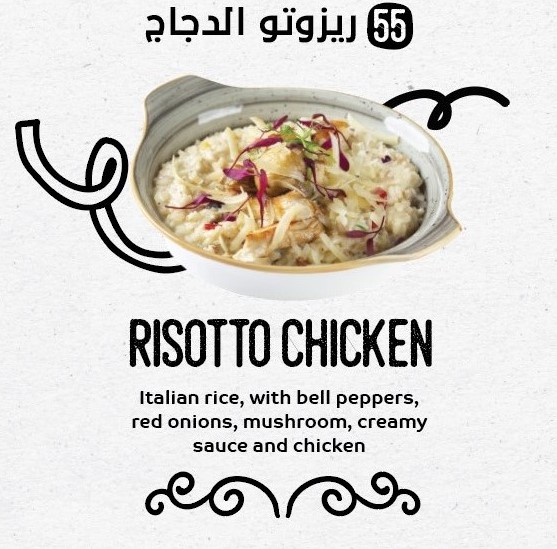 ريزوتو الدجاج 55
RISOTTO CHICKEN
Italian rice, with bell peppers,
red onions, mushroom, creamy
sauce and chicken